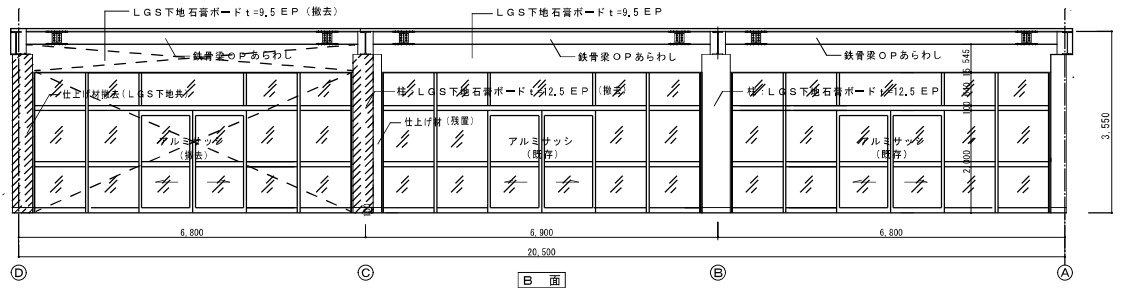 LGS下地石膏ボードt=9.5EP(撤去)
LGS下地石膏ボードt=9.5EP
鉄骨梁OPあらわし
鉄骨梁OPあらわし
鉄骨梁OPあらわし
仕上げ材撤去(LGS下地共)
柱:LGS下地石膏ボードt=12.5EP(撤去)
柱:LGS下地石膏ボードt=12.5EP
仕上げ材(残置)
アルミサッシ
(撤去)
アルミサッシ
(既存)
アルミサッシ
(既存)
545
2,000
3,550
6,800
6,900
6,800
20,500
D
C
B
A
B 面